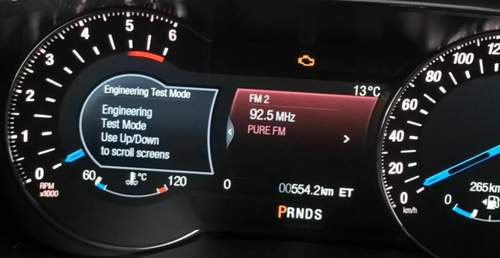 0
1
2
3
4
5
6
RPM
x1000
60
°C
120
Engineering Test Mode
Engineering
Test Mode
Use Up/Down
to scroll screens
13°C
FM 2
92.5 MHz
PURE FM
0
00554.2km ET
PRNDS
0
20
40
60
80
100
120
km/h
265km
0